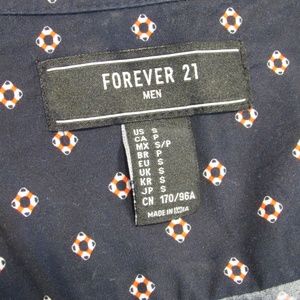 FOREVER 21
MEN
US S
CA P
MX S/P
BR P
EU S
UK S
KR S
JP S
CN 170/96A
MADE IN INDIA